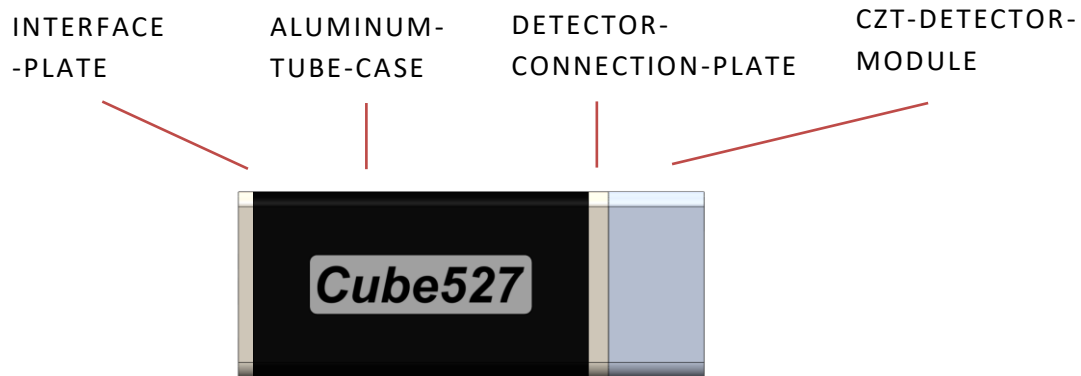 INTERFACE
-PLATE
ALUMINUM-
TUBE-CASE
DETECTOR-
CONNECTION-PLATE
CZT-DETECTOR-
MODULE
Cube527